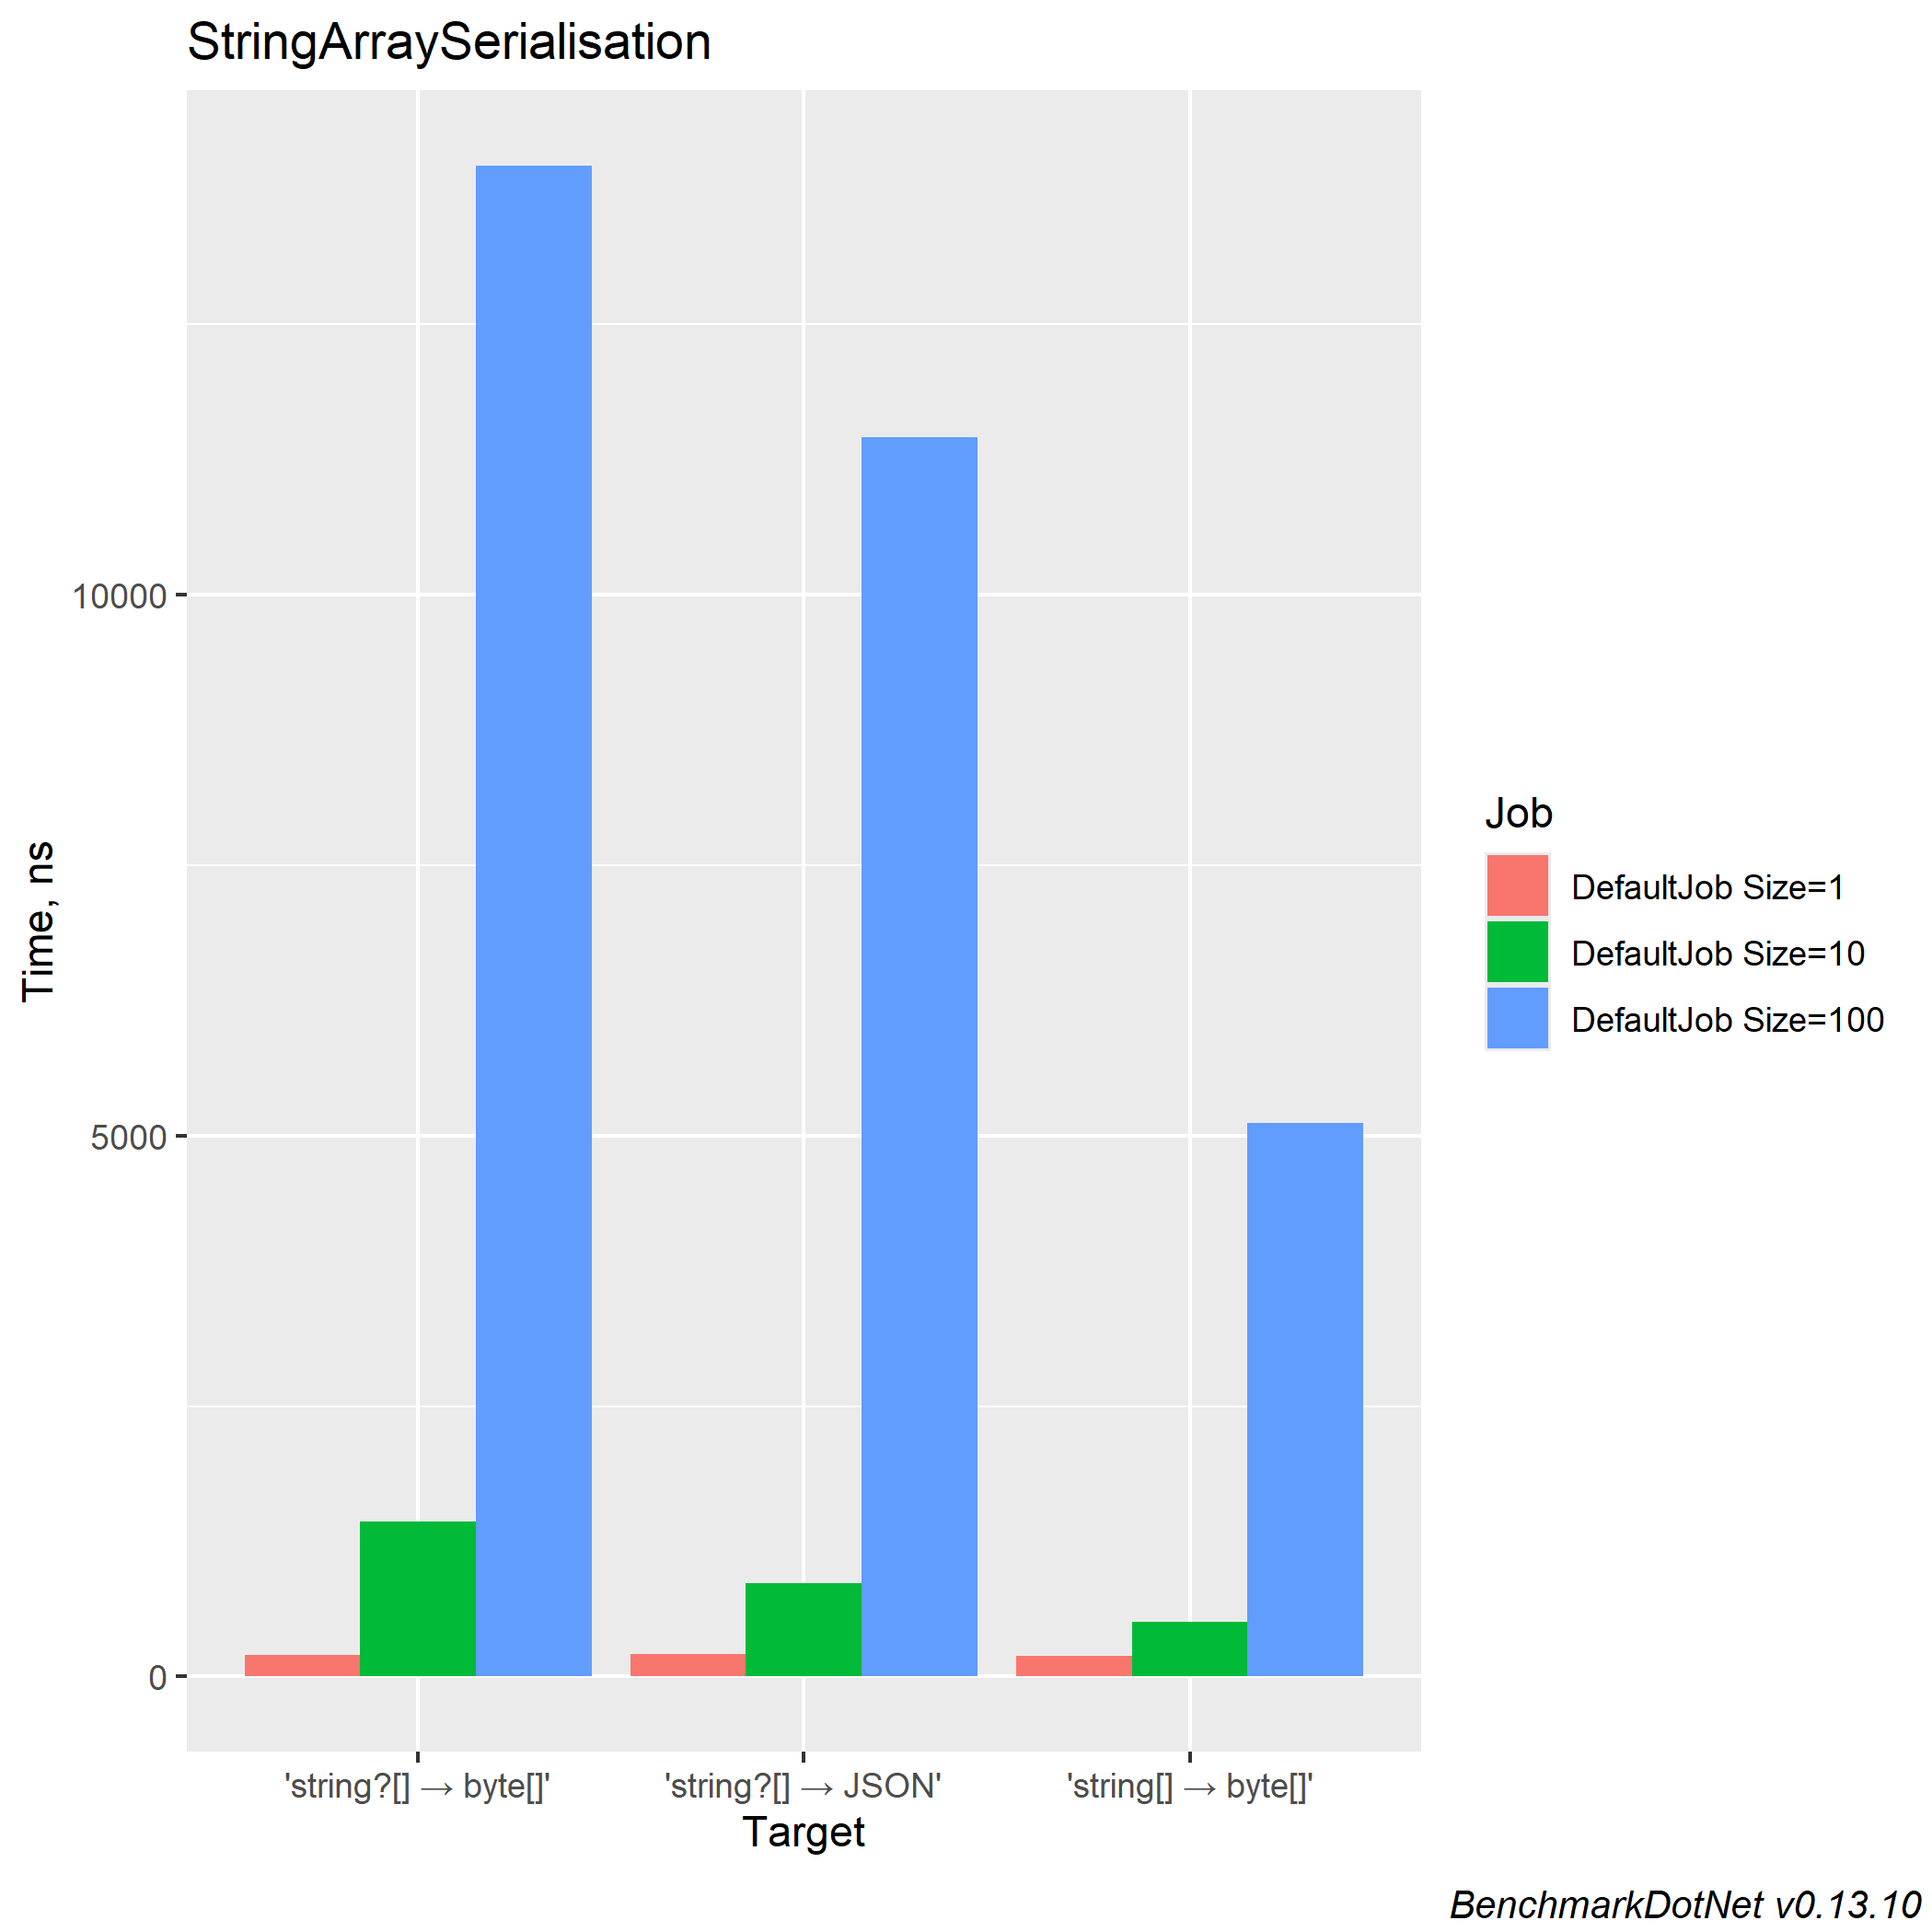 StringArraySerialisation
10000
5000
0
Time, ns
'string?[] → byte[]'
'string?[] → JSON'
'string[] → byte[]'
Target
Job
DefaultJob Size=1
DefaultJob Size=10
DefaultJob Size=100
BenchmarkDotNet v0.13.10